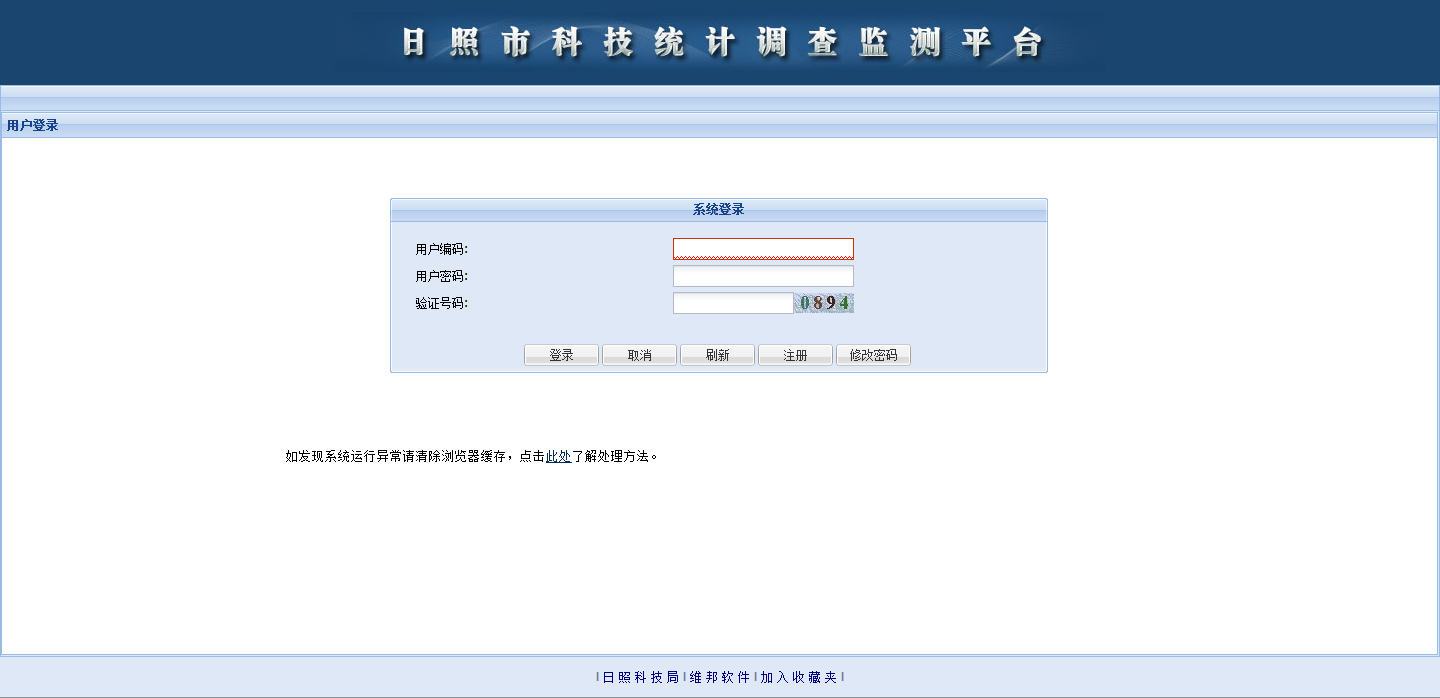 日照市科技统计调查监测平台
用户登录
系统登录
用户编码:
用户密码:
验证号码: 0894
登录 取消 刷新 注册 修改密码
如发现系统运行异常请清除浏览器缓存，点击此处了解处理方法。
|日照科技局|维邦软件|加入收藏夹|